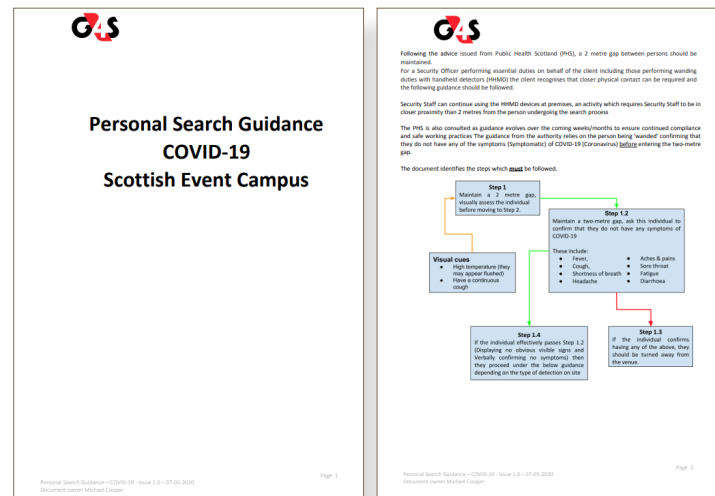 G4S
Personal Search Guidance
COVID-19
Scottish Event Campus
Page 1
Personal Search Guidance – COVID-19 - Issue 1.0 – 07-05-2020
Document owner Michael Cooper
G4S
Following the advice issued from Public Health Scotland (PHS), a 2 metre gap between persons should be
maintained.
For a Security Officer performing essential duties on behalf of the client including those performing wanding
duties with handheld detectors (HHMD) the client recognises that closer physical contact can be required and
the following guidance should be followed.
Security Staff can continue using the HHMD devices at premises, an activity which requires Security Staff to be in
closer proximity than 2 metres from the person undergoing the search process
The PHS is also consulted as guidance evolves over the coming weeks/months to ensure continued compliance
and safe working practices The guidance from the authority relies on the person being 'wanded' confirming that
they do not have any of the symptoms (Symptomatic) of COVID-19 (Coronavirus) before entering the two-metre
gap.
The document identifies the steps which must be followed.
Step 1
Maintain a 2 metre gap,
visually assess the individual
before moving to Step 2.
Step 1.2
Maintain a two-metre gap, ask this individual to
confirm that they do not have any symptoms of
COVID-19
These include:
• Fever,
• Cough,
• Shortness of breath
• Headache
• Aches & pains
• Sore throat
• Fatigue
• Diarrhoea
Visual cues
• High temperature (they
may appear flushed)
• Have a continuous
cough
Step 1.4
If the individual effectively passes Step 1.2
(Displaying no obvious visible signs and
Verbally confirming no symptoms) then
they proceed under the below guidance
depending on the type of detection on site
Step 1.3
If the individual confirms
having any of the above, they
should be turned away from
the venue.
Page 2
Personal Search Guidance – COVID-19 - Issue 1.0 – 07-05-2020
Document owner Michael Cooper